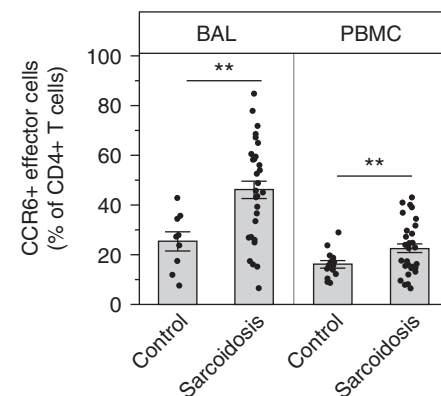 BAL PBMC
CCR6+ effector cells
(% of CD4+ T cells)
100
80
60
40
20
0
**
**
Control
Sarcoidosis
Control
Sarcoidosis